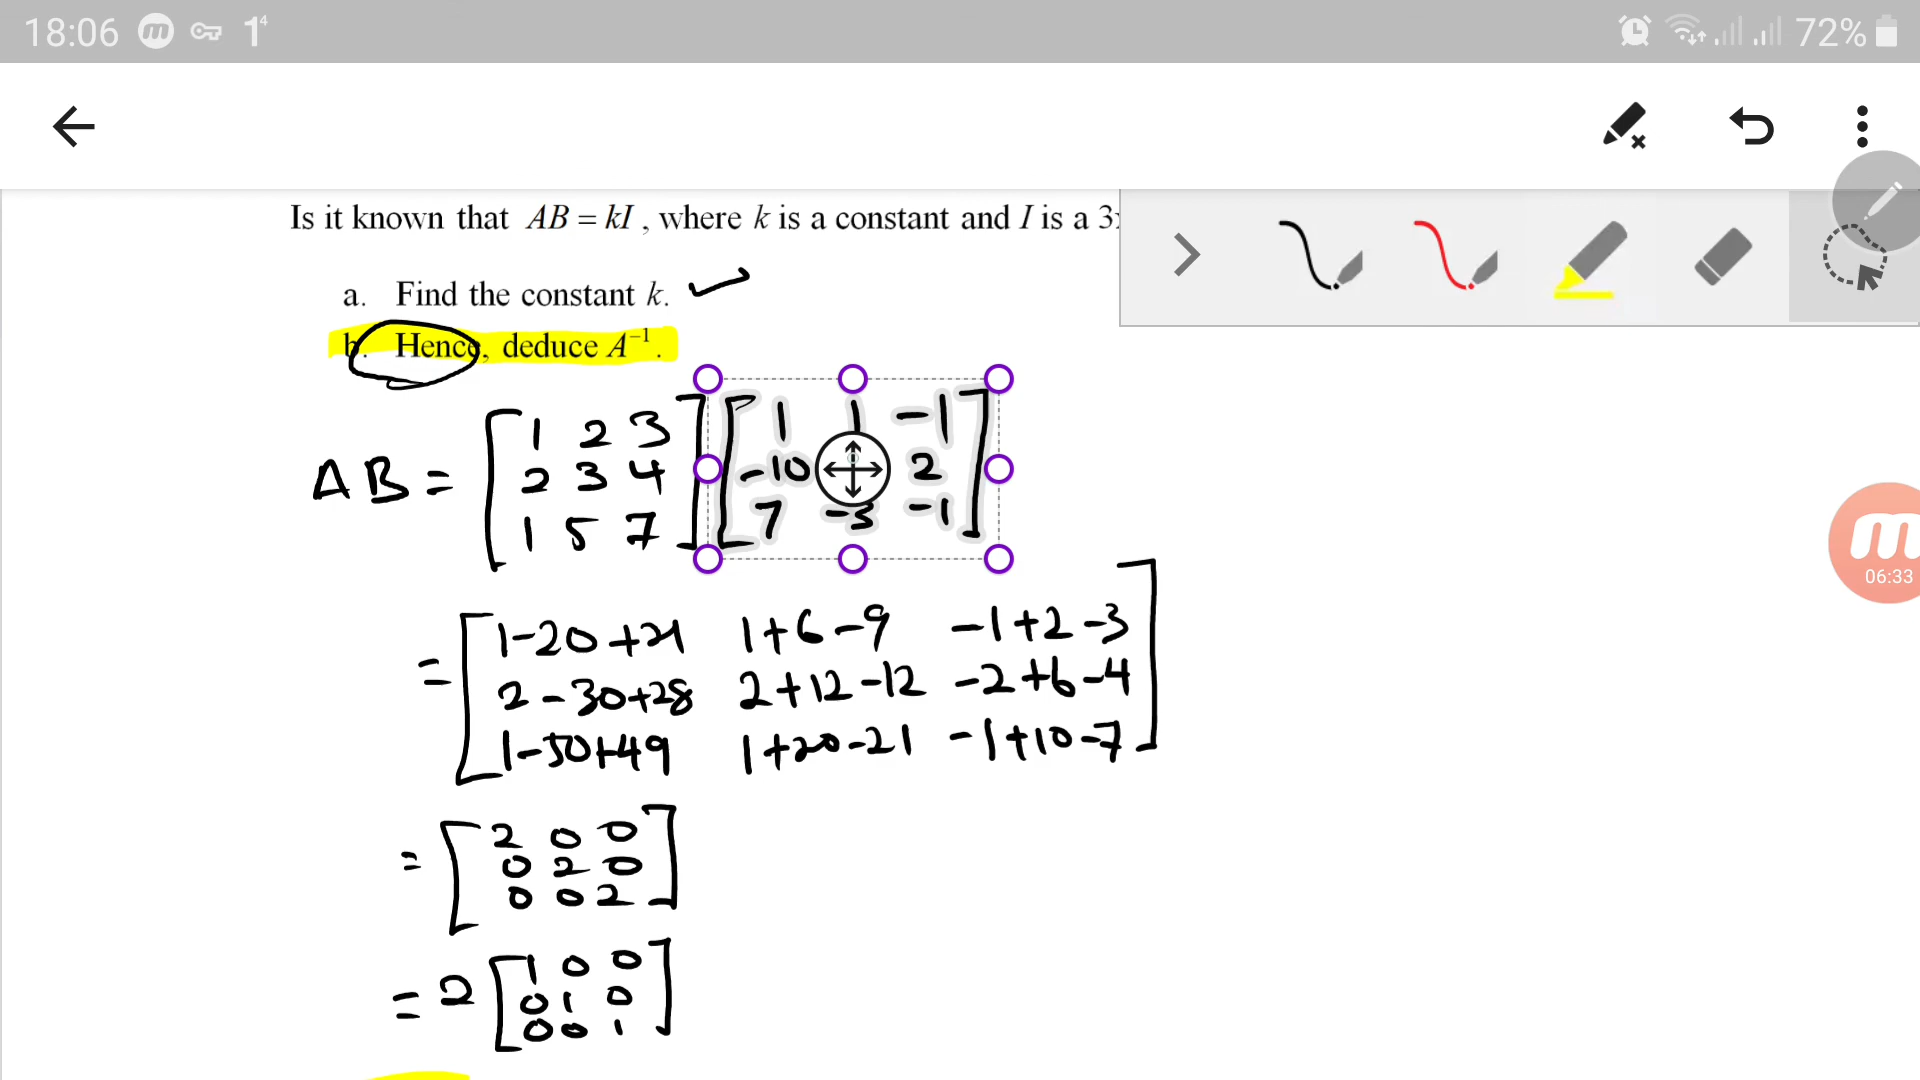 18:06 1⁴ 72%
Is it known that AB = kI , where k is a constant and I is a 3
a. Find the constant k.
b. Hence, deduce A⁻¹.
AB = [1 2 3] [1 1 -1]
[2 3 4] [-10 2]
[1 5 7] [7 -3 -1]
= [1-20+21 1+6-9 -1+2-3]
[2-30+28 2+12-12 -2+6-4]
[1-50+49 1+20-21 -1+10-7]
= [2 0 0]
[0 2 0]
[0 0 2]
= 2 [1 0 0]
[0 1 0]
[0 0 1]
06:33